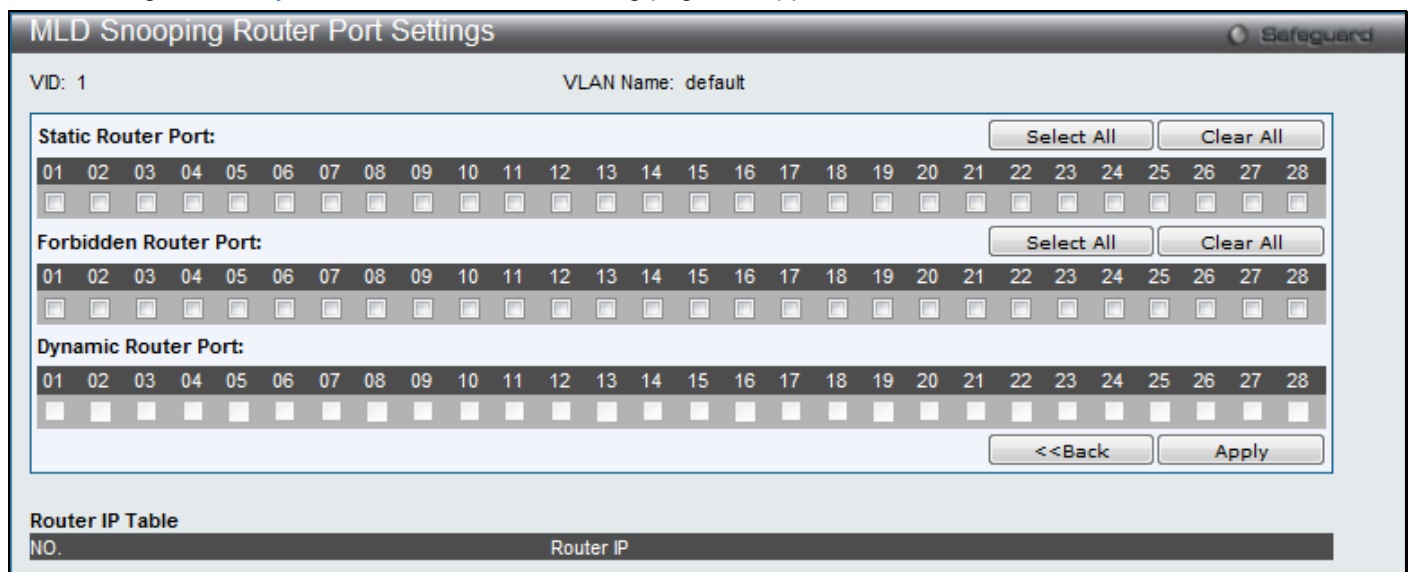 MLD Snooping Router Port Settings Safeguard
VID: 1 VLAN Name: default
Static Router Port: Select All Clear All
01 02 03 04 05 06 07 08 09 10 11 12 13 14 15 16 17 18 19 20 21 22 23 24 25 26 27 28
Forbidden Router Port: Select All Clear All
01 02 03 04 05 06 07 08 09 10 11 12 13 14 15 16 17 18 19 20 21 22 23 24 25 26 27 28
Dynamic Router Port:
01 02 03 04 05 06 07 08 09 10 11 12 13 14 15 16 17 18 19 20 21 22 23 24 25 26 27 28
<<Back Apply
Router IP Table
NO. Router IP